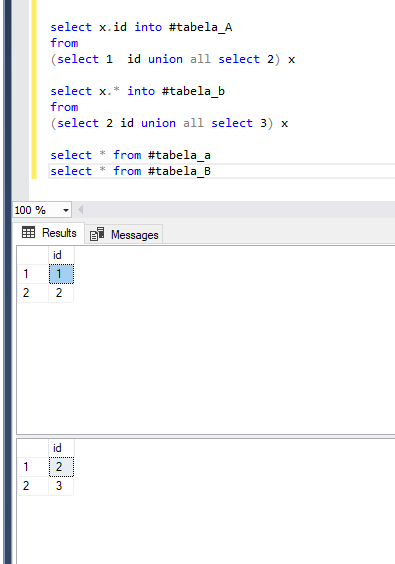 select x.id into #tabela_A
from
(select 1  id union all select 2) x
select x.* into #tabela_b
from
(select 2 id union all select 3) x
select * from #tabela_a
select * from #tabela_B
100 %
Results Messages
id
1 1
2 2
id
1 2
2 3